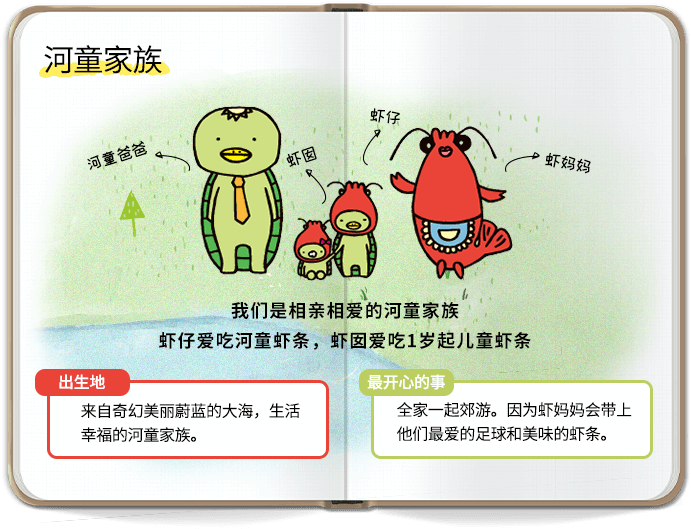 河童家族
河童爸爸
虾囡
虾仔
虾妈妈
我们是相亲相爱的河童家族
虾仔爱吃河童虾条，虾囡爱吃1岁起儿童虾条
出生地
来自奇幻美丽蔚蓝的大海，生活
幸福的河童家族。
最开心的事
全家一起郊游。因为虾妈妈会带上
他们最爱的足球和美味的虾条。